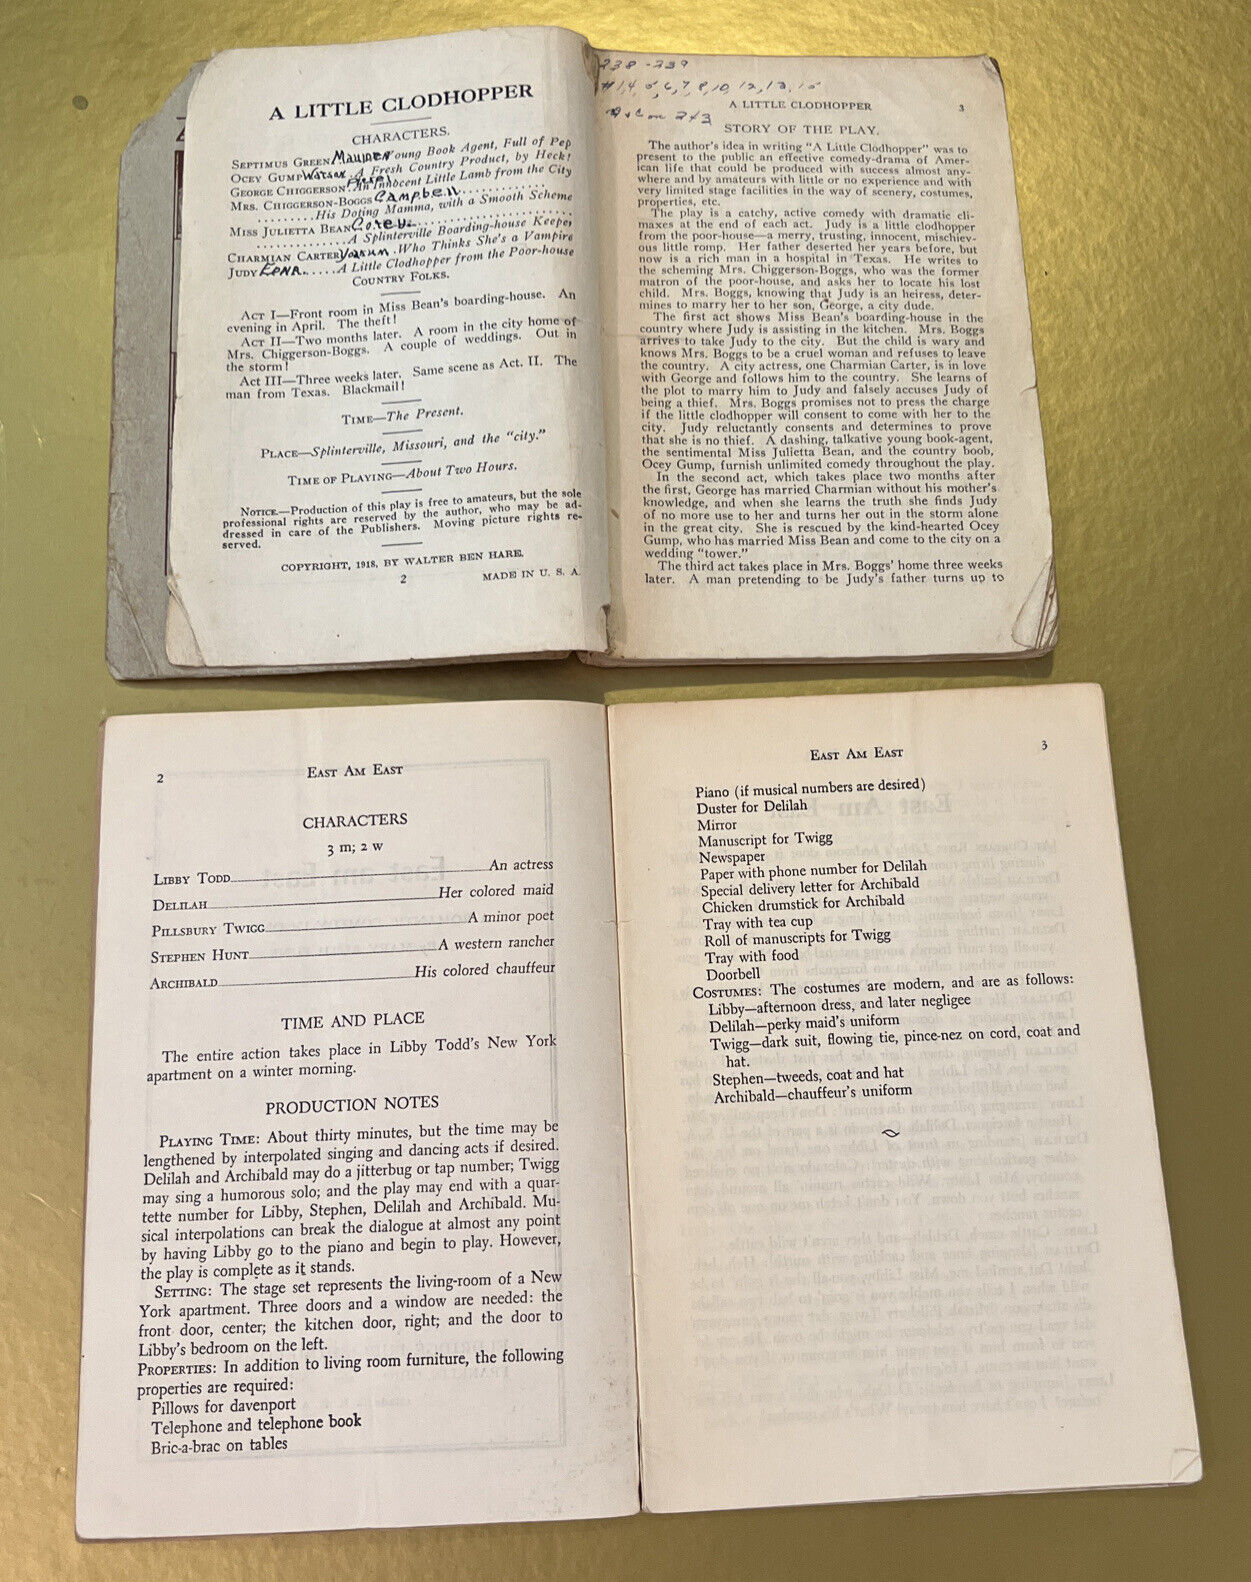 A LITTLE CLODHOPPER
CHARACTERS.
SEPTIMUS GREEN Maupen Young Book Agent, Full of Pep
OCEY GUMP Watson. A Fresh Country Product, by Heck!
GEORGE CHIGGERSON. An Innocent Little Lamb from the City
MRS. CHIGGERSON-BOGGS Campbell..........
.........His Doting Mamma, with a Smooth Scheme
MISS JULIETTA BEAN Corey....................
..............A Splinterville Boarding-house Keeper
CHARMIAN CARTER Yocum.Who Thinks She's a Vampire
JUDY Edna.....A Little Clodhopper from the Poor-house
COUNTRY FOLKS.
ACT I—Front room in Miss Bean's boarding-house. An
evening in April. The theft!
ACT II—Two months later. A room in the city home of
Mrs. Chiggerson-Boggs. A couple of weddings. Out in
the storm!
Act III—Three weeks later. Same scene as Act. II. The
man from Texas. Blackmail!
TIME—The Present.
PLACE—Splinterville, Missouri, and the "city."
TIME OF PLAYING—About Two Hours.
NOTICE.—Production of this play is free to amateurs, but the sole
professional rights are reserved by the author, who may be ad-
dressed in care of the Publishers. Moving picture rights re-
served.
COPYRIGHT, 1918, BY WALTER BEN HARE.
2 MADE IN U. S. A.
238 - 239
#1,4, 5, 6, 7, 8, 10, 12, 13, 15
2 x 3
A LITTLE CLODHOPPER 3
STORY OF THE PLAY.
The author's idea in writing "A Little Clodhopper" was to
present to the public an effective comedy-drama of Amer-
ican life that could be produced with success almost any-
where and by amateurs with little or no experience and with
very limited stage facilities in the way of scenery, costumes,
properties, etc.
The play is a catchy, active comedy with dramatic cli-
maxes at the end of each act. Judy is a little clodhopper
from the poor-house—a merry, trusting, innocent, mischiev-
ous little romp. Her father deserted her years before, but
now is a rich man in a hospital in Texas. He writes to
the scheming Mrs. Chiggerson-Boggs, who was the former
matron of the poor-house, and asks her to locate his lost
child. Mrs. Boggs, knowing that Judy is an heiress, deter-
mines to marry her to her son, George, a city dude.
The first act shows Miss Bean's boarding-house in the
country where Judy is assisting in the kitchen. Mrs. Boggs
arrives to take Judy to the city. But the child is wary and
knows Mrs. Boggs to be a cruel woman and refuses to leave
the country. A city actress, one Charmian Carter, is in love
with George and follows him to the country. She learns of
the plot to marry him to Judy and falsely accuses Judy of
being a thief. Mrs. Boggs promises not to press the charge
if the little clodhopper will consent to come with her to the
city. Judy reluctantly consents and determines to prove
that she is no thief. A dashing, talkative young book-agent,
the sentimental Miss Julietta Bean, and the country boob,
Ocey Gump, furnish unlimited comedy throughout the play.
In the second act, which takes place two months after
the first, George has married Charmian without his mother's
knowledge, and when she learns the truth she finds Judy
of no more use to her and turns her out in the storm alone
in the great city. She is rescued by the kind-hearted Ocey
Gump, who has married Miss Bean and come to the city on a
wedding "tower."
The third act takes place in Mrs. Boggs' home three weeks
later. A man pretending to be Judy's father turns up to
2 EAST AM EAST
CHARACTERS
3 m; 2 w
LIBBY TODD An actress
DELILAH Her colored maid
PILLSBURY TWIGG A minor poet
STEPHEN HUNT A western rancher
ARCHIBALD His colored chauffeur
TIME AND PLACE
The entire action takes place in Libby Todd's New York
apartment on a winter morning.
PRODUCTION NOTES
PLAYING TIME: About thirty minutes, but the time may be
lengthened by interpolated singing and dancing acts if desired.
Delilah and Archibald may do a jitterbug or tap number; Twigg
may sing a humorous solo; and the play may end with a quar-
tette number for Libby, Stephen, Delilah and Archibald. Mu-
sical interpolations can break the dialogue at almost any point
by having Libby go to the piano and begin to play. However,
the play is complete as it stands.
SETTING: The stage set represents the living-room of a New
York apartment. Three doors and a window are needed: the
front door, center; the kitchen door, right; and the door to
Libby's bedroom on the left.
PROPERTIES: In addition to living room furniture, the following
properties are required:
Pillows for davenport
Telephone and telephone book
Bric-a-brac on tables
EAST AM EAST 3
Piano (if musical numbers are desired)
Duster for Delilah
Mirror
Manuscript for Twigg
Newspaper
Paper with phone number for Delilah
Special delivery letter for Archibald
Chicken drumstick for Archibald
Tray with tea cup
Roll of manuscripts for Twigg
Tray with food
Doorbell
COSTUMES: The costumes are modern, and are as follows:
Libby—afternoon dress, and later negligee
Delilah—perky maid's uniform
Twigg—dark suit, flowing tie, pince-nez on cord, coat and
hat.
Stephen—tweeds, coat and hat
Archibald—chauffeur's uniform